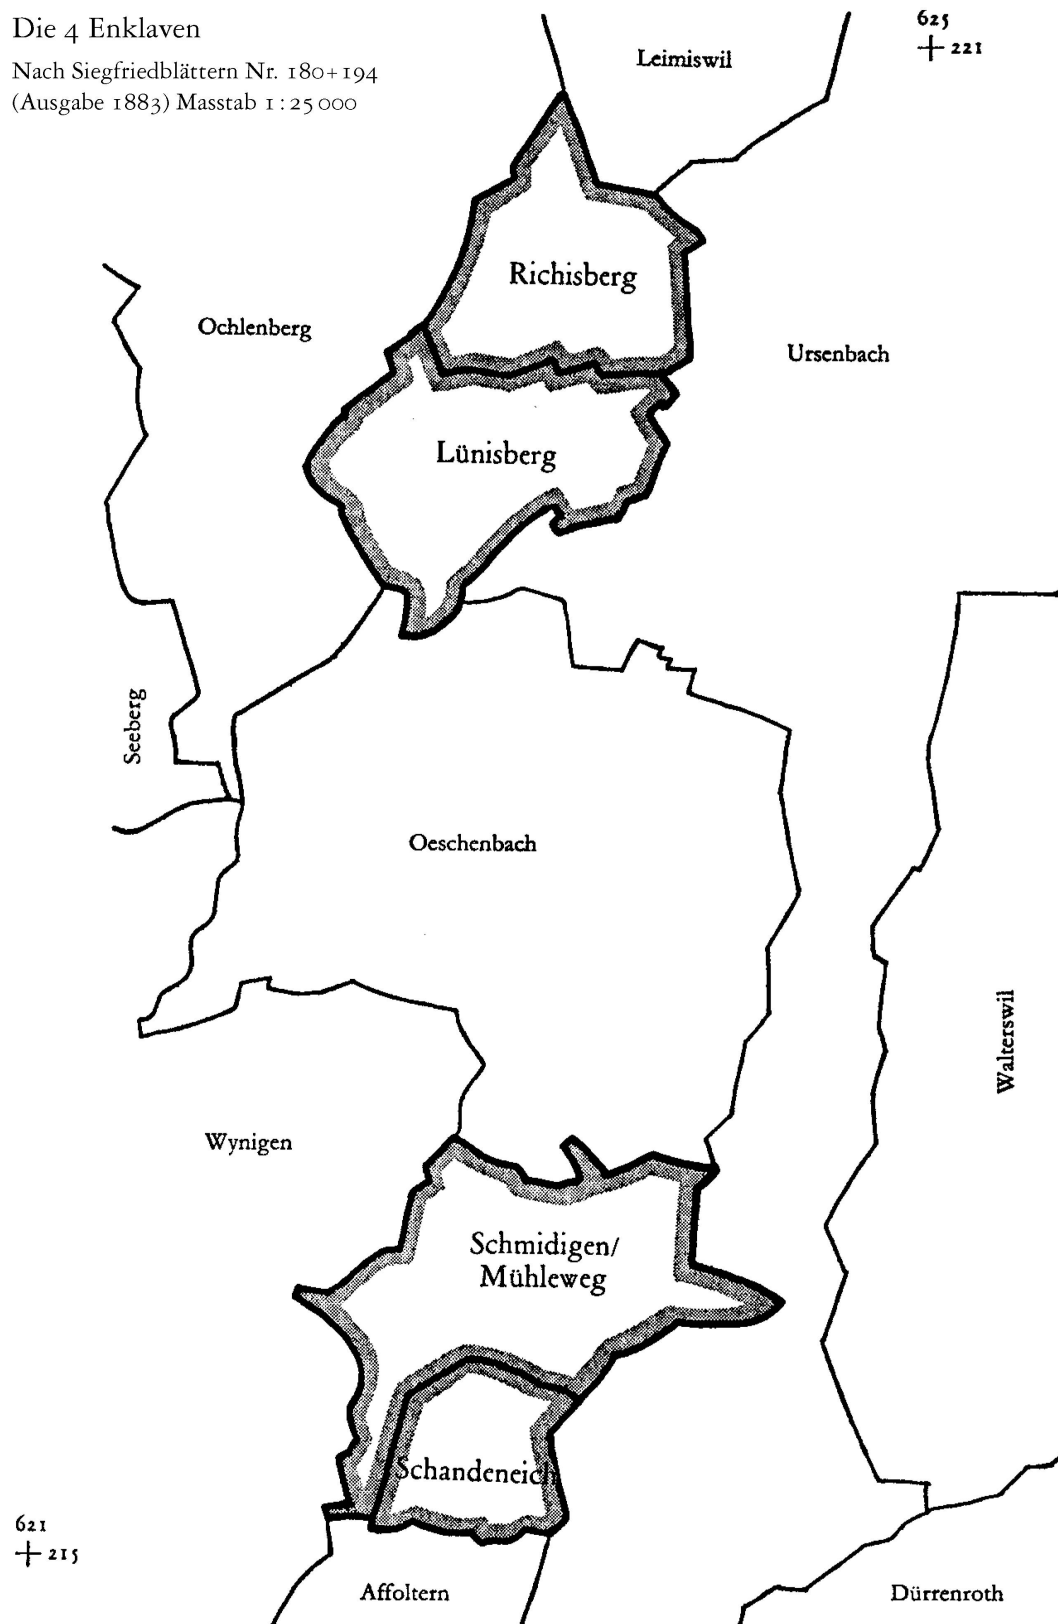 Die 4 Enklaven
Nach Siegfriedblättern Nr. 180+194
(Ausgabe 1883) Masstab 1:25 000
625
221
Leimiswil
Richisberg
Ochlenberg
Ursenbach
Lünisberg
Seeberg
Oeschenbach
Walterswil
Wynigen
Schmidigen/
Mühleweg
Schandeneich
621
215
Affoltern
Dürrenroth